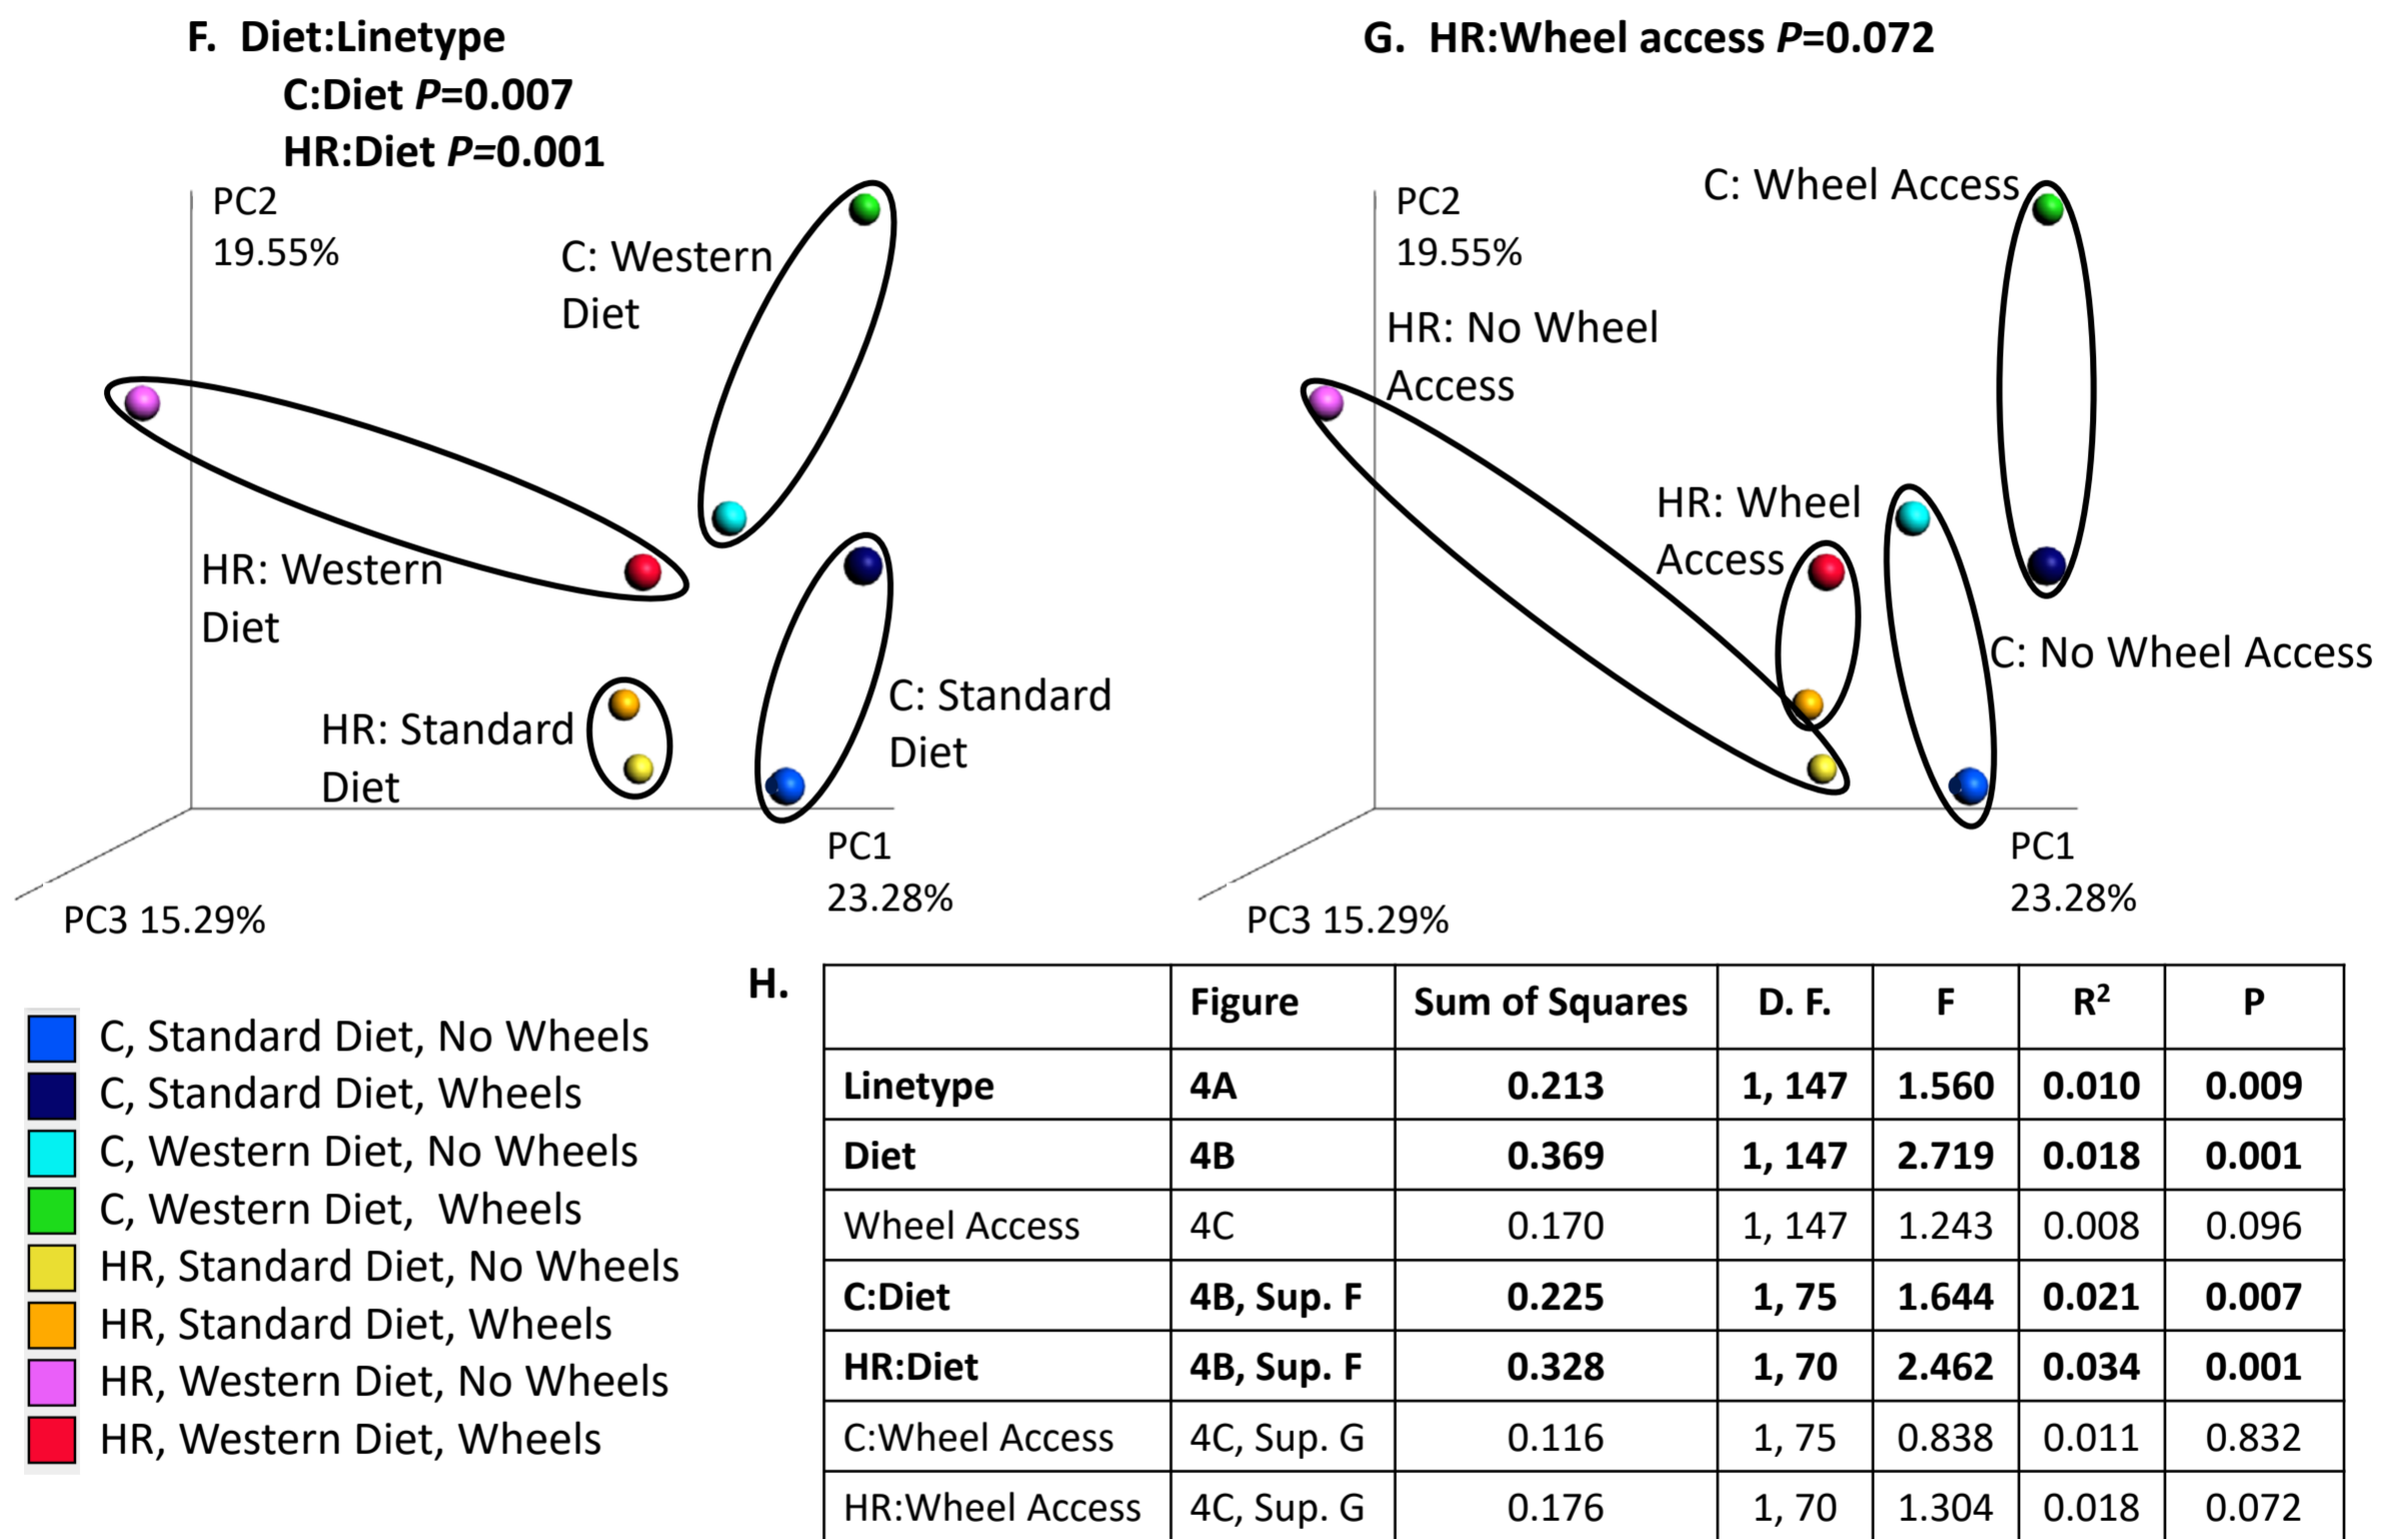 F. Diet:Linetype
C:Diet P=0.007
HR:Diet P=0.001
PC2
19.55%
C: Western
Diet
HR: Western
Diet
HR: Standard
Diet
C: Standard
Diet
PC1
23.28%
PC3 15.29%
G. HR:Wheel access P=0.072
C: Wheel Access
PC2
19.55%
HR: No Wheel
Access
HR: Wheel
Access
C: No Wheel Access
PC1
23.28%
PC3 15.29%
C, Standard Diet, No Wheels
C, Standard Diet, Wheels
C, Western Diet, No Wheels
C, Western Diet, Wheels
HR, Standard Diet, No Wheels
HR, Standard Diet, Wheels
HR, Western Diet, No Wheels
HR, Western Diet, Wheels
H.
Figure Sum of Squares D. F. F R² P
Linetype 4A 0.213 1, 147 1.560 0.010 0.009
Diet 4B 0.369 1, 147 2.719 0.018 0.001
Wheel Access 4C 0.170 1, 147 1.243 0.008 0.096
C:Diet 4B, Sup. F 0.225 1, 75 1.644 0.021 0.007
HR:Diet 4B, Sup. F 0.328 1, 70 2.462 0.034 0.001
C:Wheel Access 4C, Sup. G 0.116 1, 75 0.838 0.011 0.832
HR:Wheel Access 4C, Sup. G 0.176 1, 70 1.304 0.018 0.072